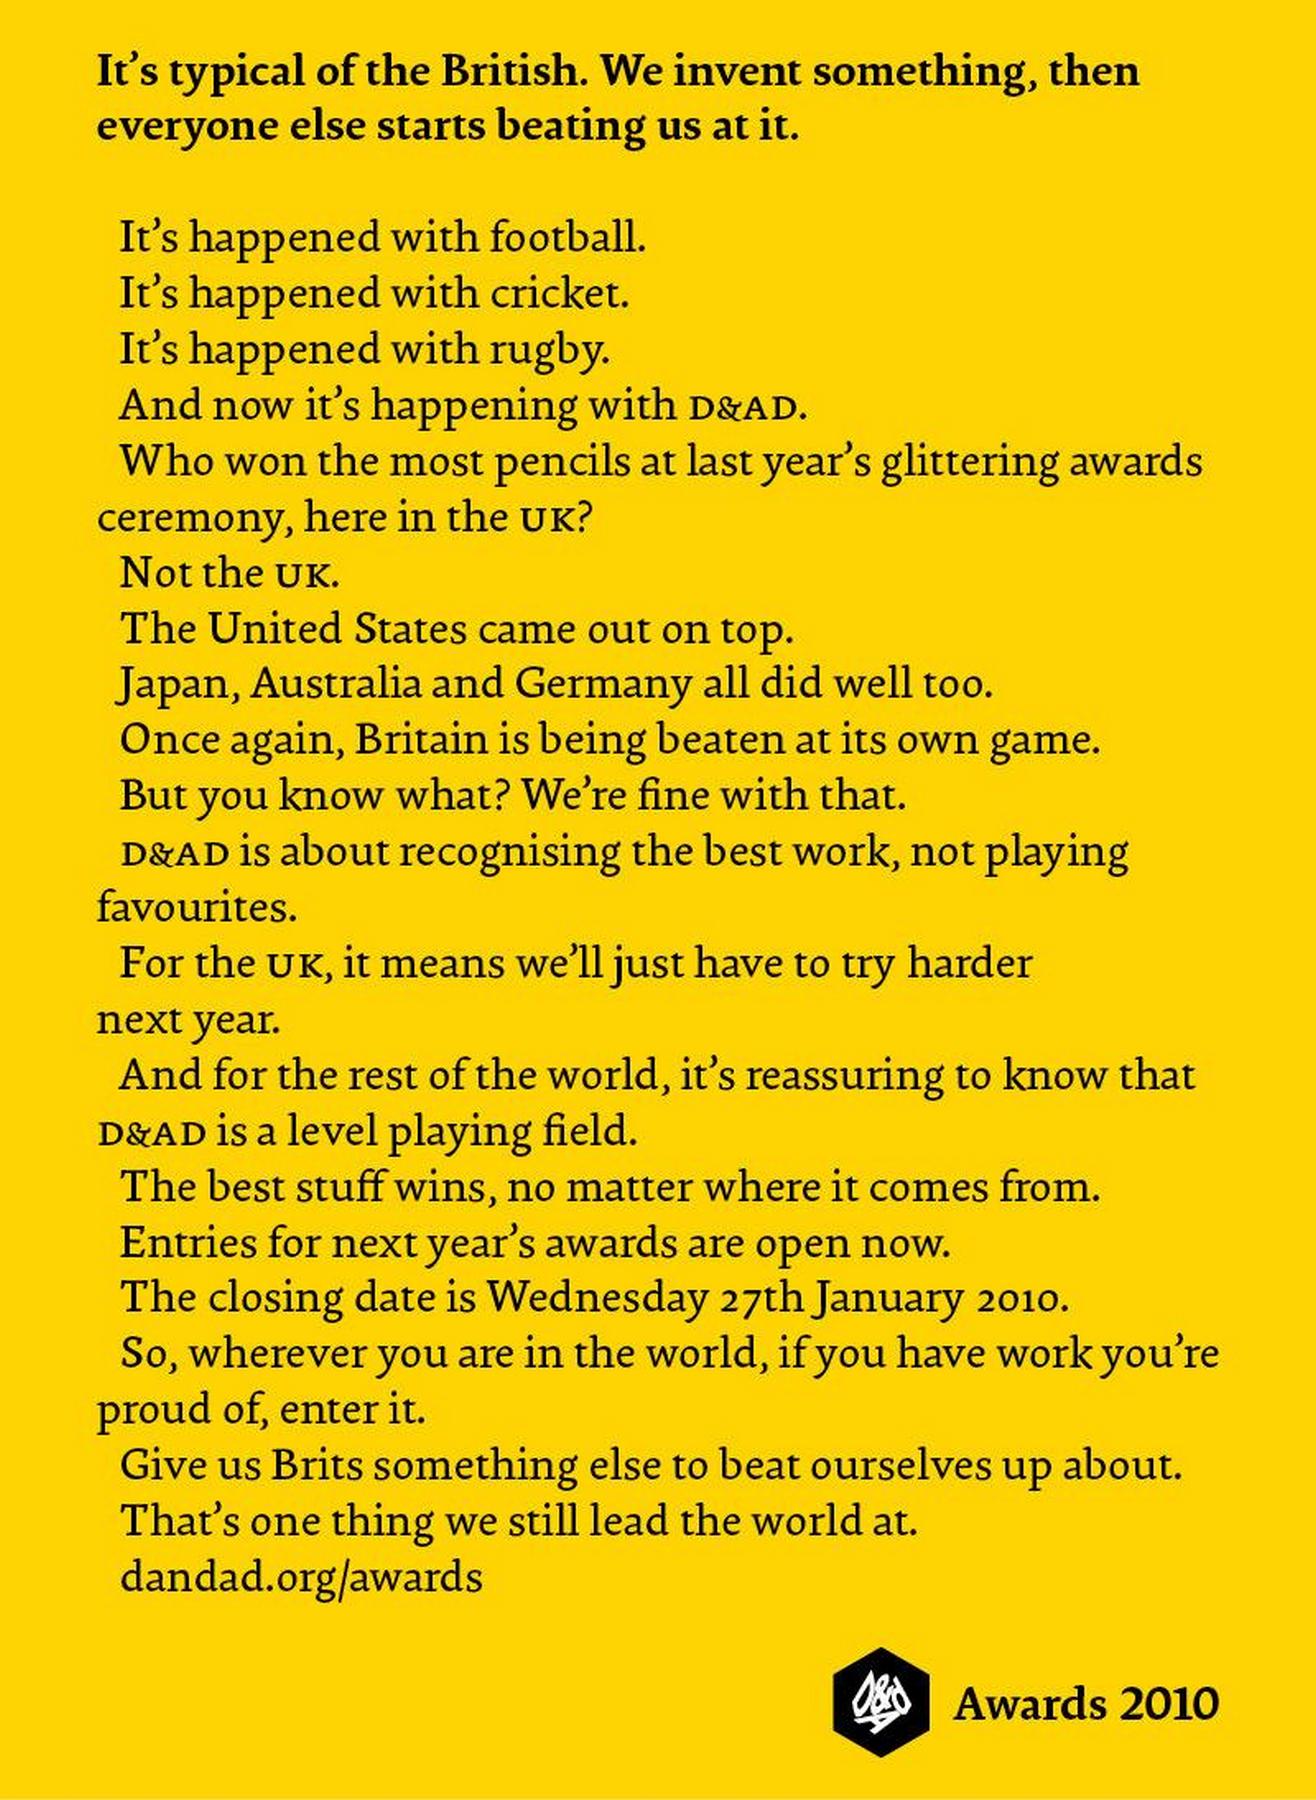 It’s typical of the British. We invent something, then
everyone else starts beating us at it.
It’s happened with football.
It’s happened with cricket.
It’s happened with rugby.
And now it’s happening with D&AD.
Who won the most pencils at last year’s glittering awards
ceremony, here in the UK?
Not the UK.
The United States came out on top.
Japan, Australia and Germany all did well too.
Once again, Britain is being beaten at its own game.
But you know what? We’re fine with that.
D&AD is about recognising the best work, not playing
favourites.
For the UK, it means we’ll just have to try harder
next year.
And for the rest of the world, it’s reassuring to know that
D&AD is a level playing field.
The best stuff wins, no matter where it comes from.
Entries for next year’s awards are open now.
The closing date is Wednesday 27th January 2010.
So, wherever you are in the world, if you have work you’re
proud of, enter it.
Give us Brits something else to beat ourselves up about.
That’s one thing we still lead the world at.
dandad.org/awards
D&AD Awards 2010